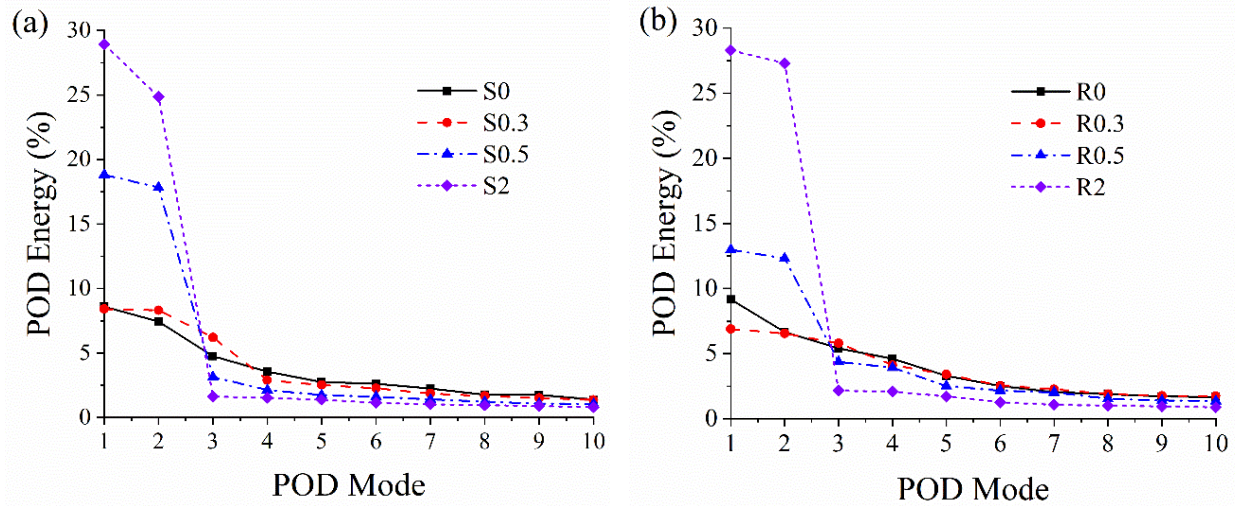 (a)
30
25
20
15
10
5
0
POD Energy (%)
S0
S0.3
S0.5
S2
1 2 3 4 5 6 7 8 9 10
POD Mode
(b)
30
25
20
15
10
5
0
POD Energy (%)
R0
R0.3
R0.5
R2
1 2 3 4 5 6 7 8 9 10
POD Mode